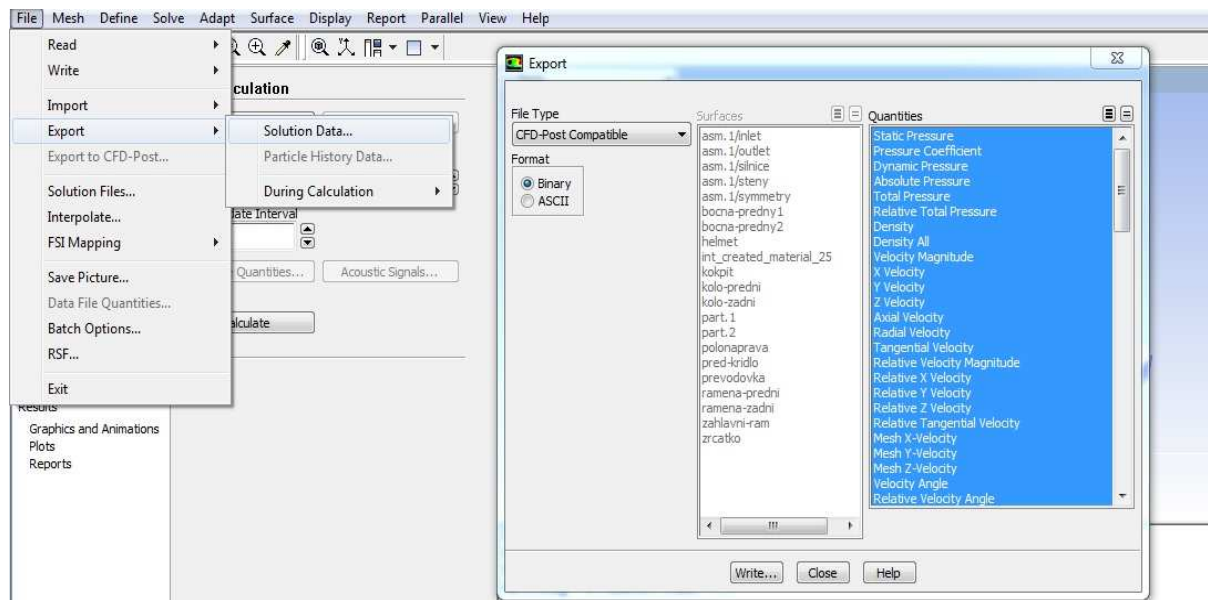 File Mesh Define Solve Adapt Surface Display Report Parallel View Help
Read
Write
Import
Export
Export to CFD-Post...
Solution Files...
Interpolate...
FSI Mapping
Save Picture...
Data File Quantities...
Batch Options...
RSF...
Exit
Solution Data...
Particle History Data...
During Calculation
Interval
Quantities...
Acoustic Signals...
Results
Graphics and Animations
Plots
Reports
Export
File Type
CFD-Post Compatible
Format
Binary
ASCII
Surfaces
asm.1/inlet
asm.1/outlet
asm.1/silnice
asm.1/steny
asm.1/symmetry
bocna-predny1
bocna-predny2
helmet
int_created_material_25
kokpit
kolo-predni
kolo-zadni
part.1
part.2
polonaprava
pred-kridlo
prevodovka
ramena-predni
ramena-zadni
zahlavni-ram
zrcatko
Quantities
Static Pressure
Pressure Coefficient
Dynamic Pressure
Absolute Pressure
Total Pressure
Relative Total Pressure
Density
Density All
Velocity Magnitude
X Velocity
Y Velocity
Z Velocity
Axial Velocity
Radial Velocity
Tangential Velocity
Relative Velocity Magnitude
Relative X Velocity
Relative Y Velocity
Relative Z Velocity
Relative Tangential Velocity
Mesh X-Velocity
Mesh Y-Velocity
Mesh Z-Velocity
Velocity Angle
Relative Velocity Angle
Write... Close Help